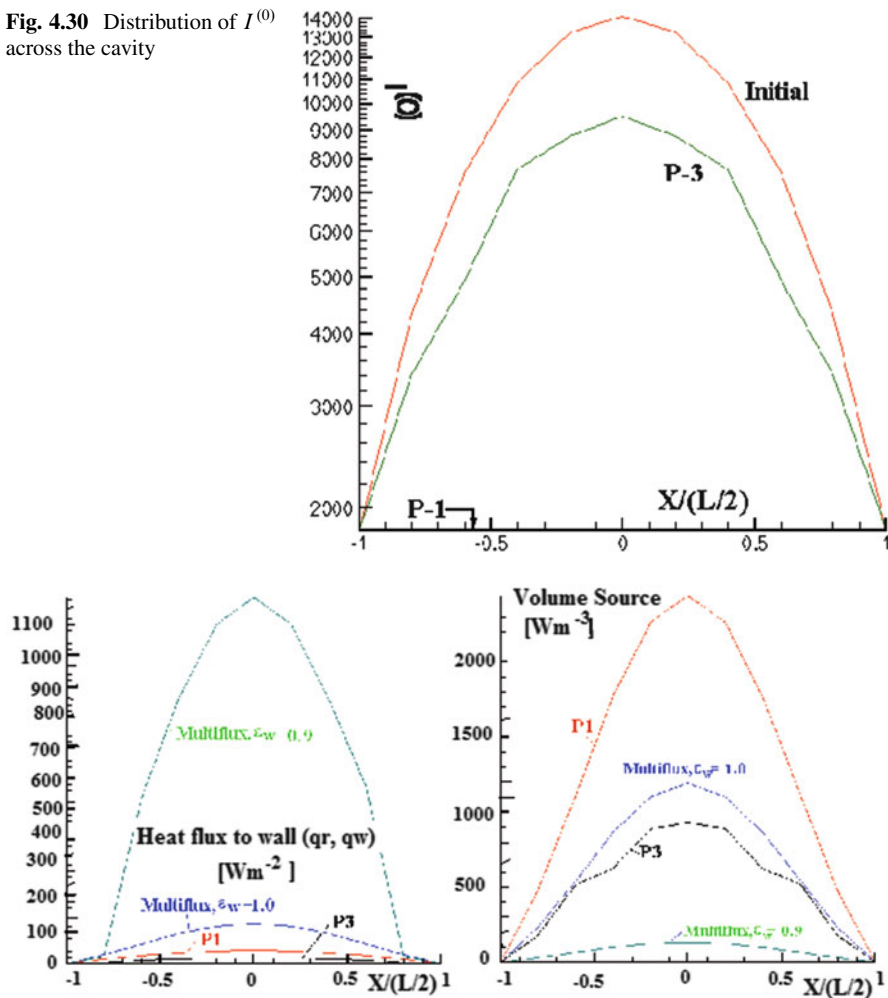 Fig. 4.30 Distribution of I(0)
across the cavity
14000
13000
12000
11000
10000
9000
8000
7000
6000
5000
4000
3000
2000
I(0)
Initial
P-3
P-1
X/(L/2)
-1 -0.5 0 0.5 1
1100
1000
900
800
700
600
500
400
300
200
100
0
Multiflux, εw=0.9
Heat flux to wall (qr, qw)
[Wm-2 ]
Multiflux, εw=1.0
P1
P3
-1 -0.5 0 0.5 1
X/(L/2)
Volume Source
[Wm-3]
2000
1500
1000
500
0
P1
Multiflux, εw= 1.0
P3
Multiflux, εw= 0.9
-1 -0.5 0 0.5 1
X/(L/2)